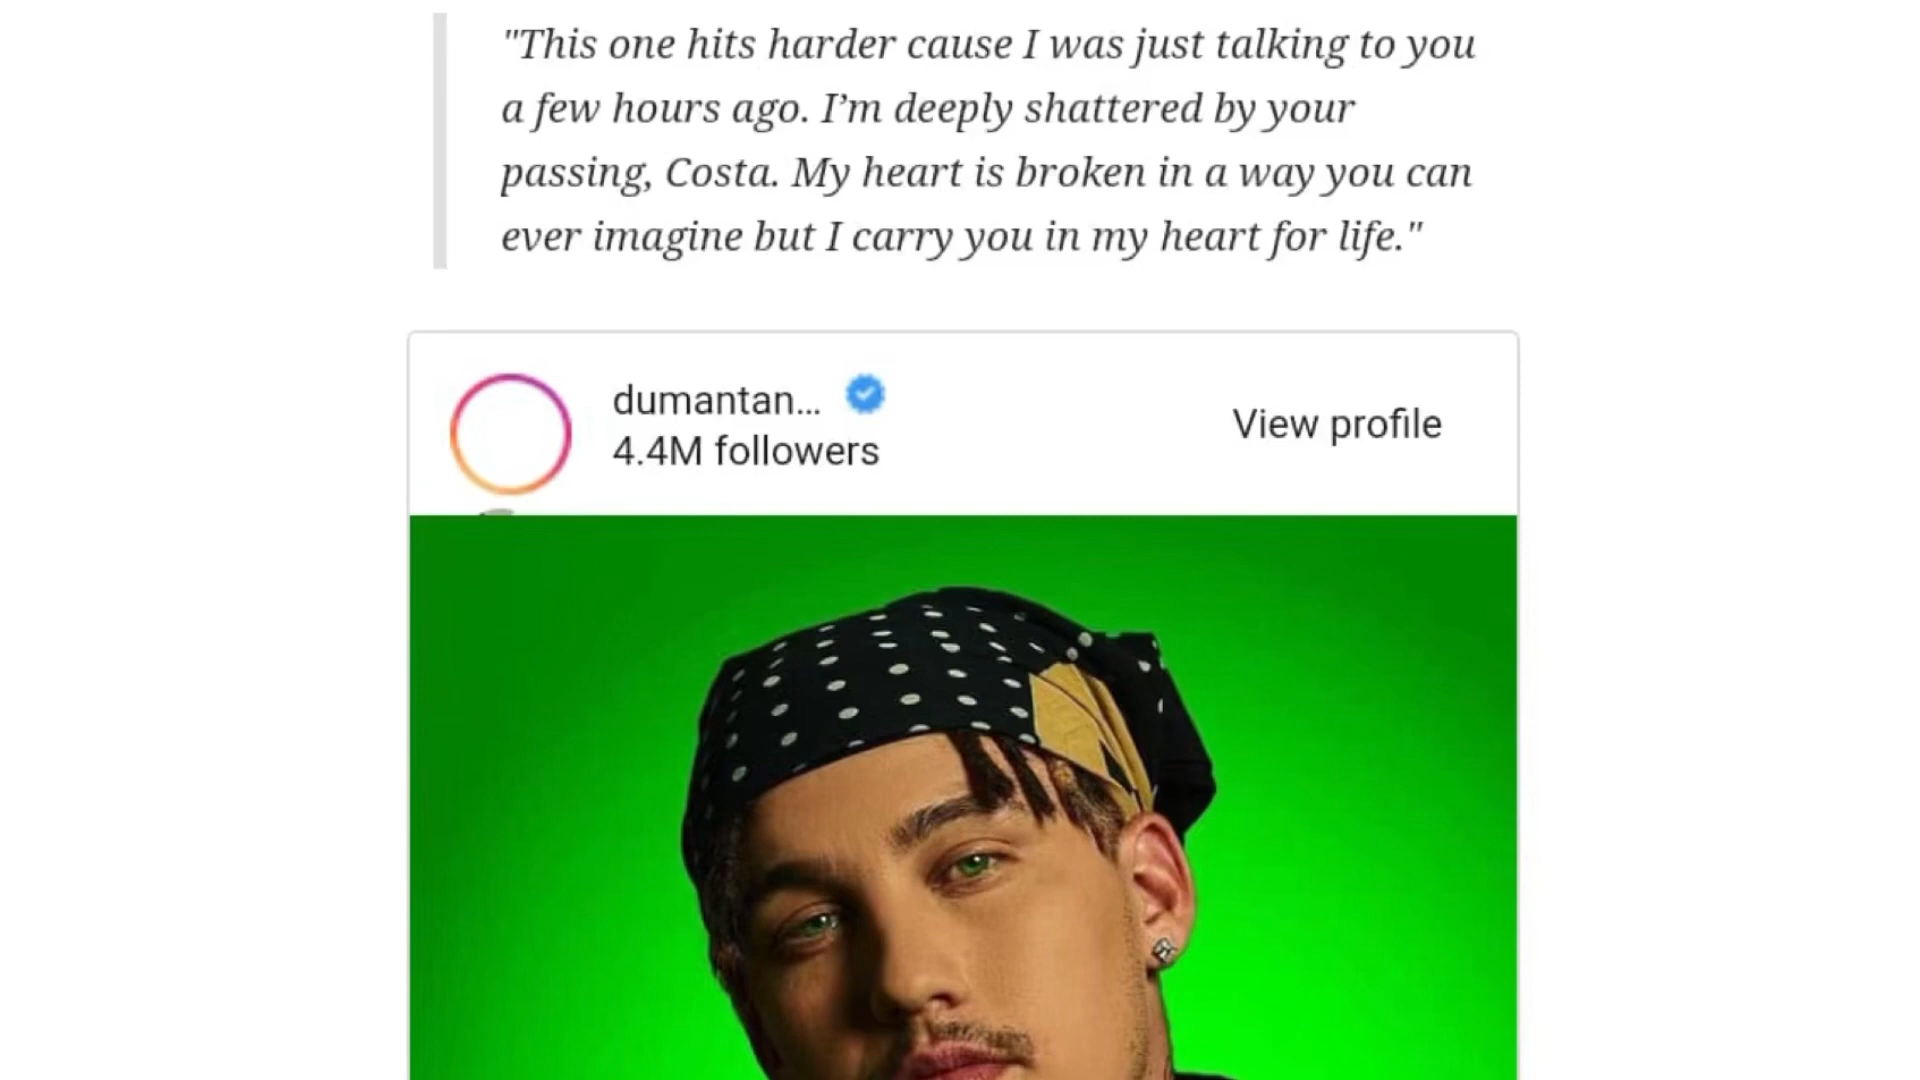 "This one hits harder cause I was just talking to you
a few hours ago. I’m deeply shattered by your
passing, Costa. My heart is broken in a way you can
ever imagine but I carry you in my heart for life."
dumantan...
4.4M followers
View profile